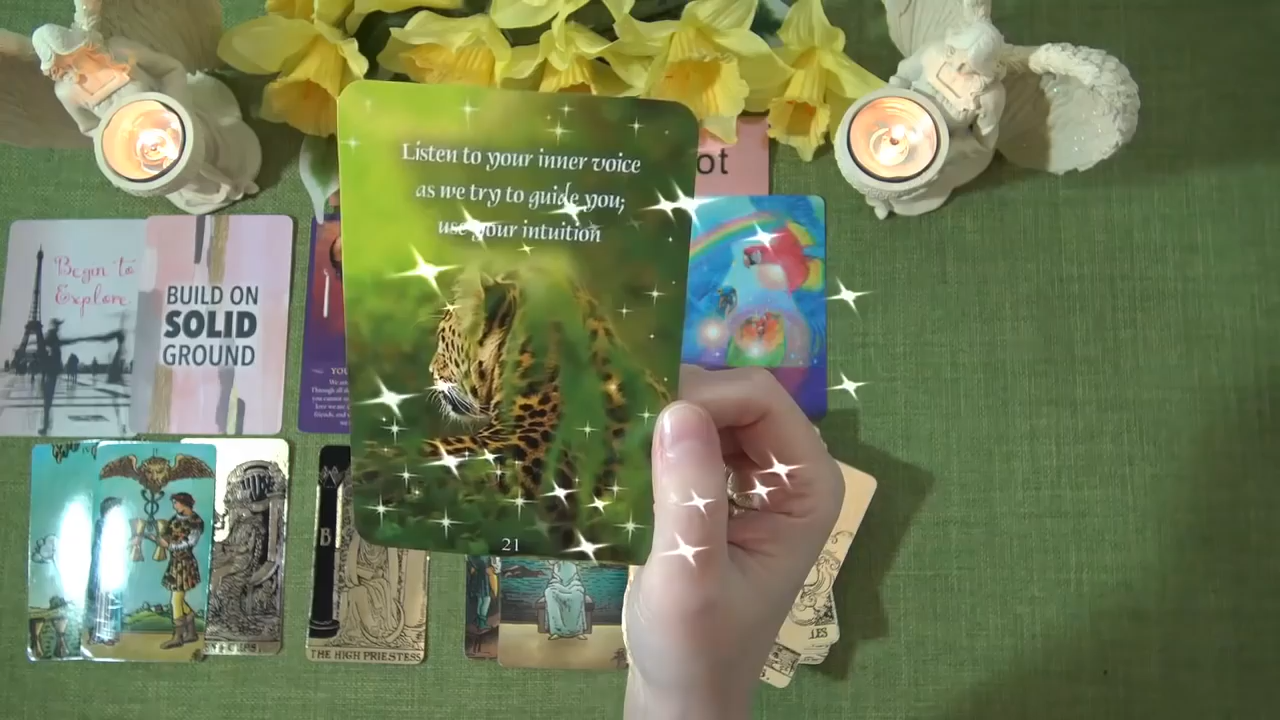 Listen to your inner voice
as we try to guide you;
use your intuition
21
ot
Begin to
Explore
BUILD ON
SOLID
GROUND
YOU
THE HIGH PRIESTESS
B